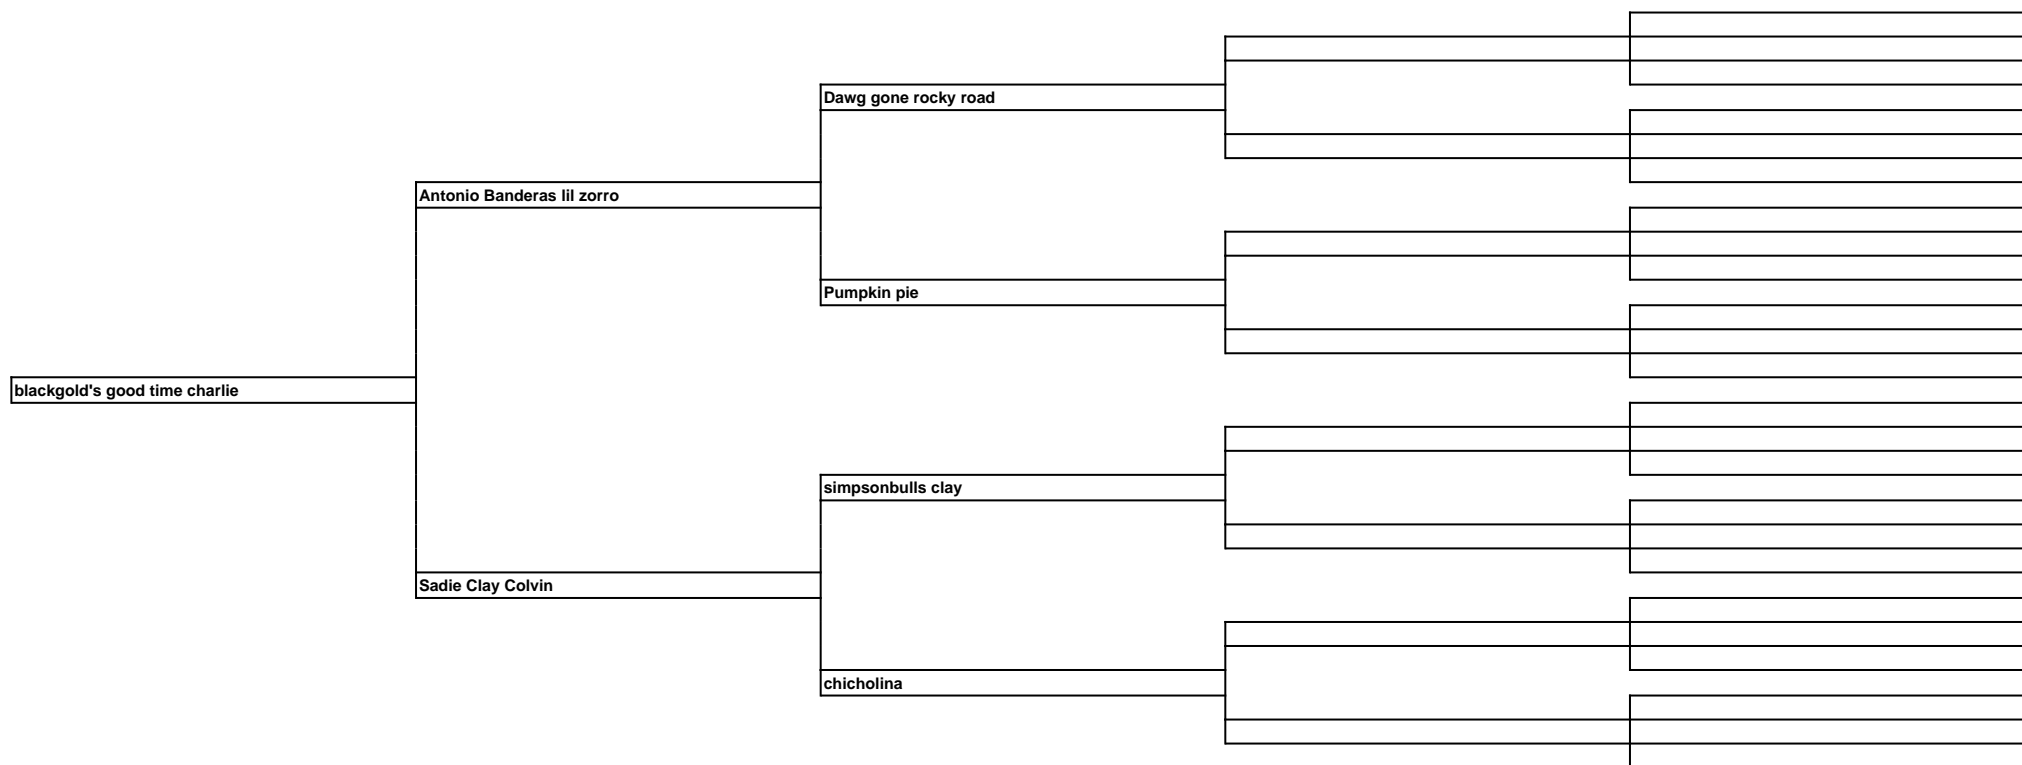 Dawg gone rocky road
Antonio Banderas lil zorro
Pumpkin pie
blackgold's good time charlie
simpsonbulls clay
Sadie Clay Colvin
chicholina